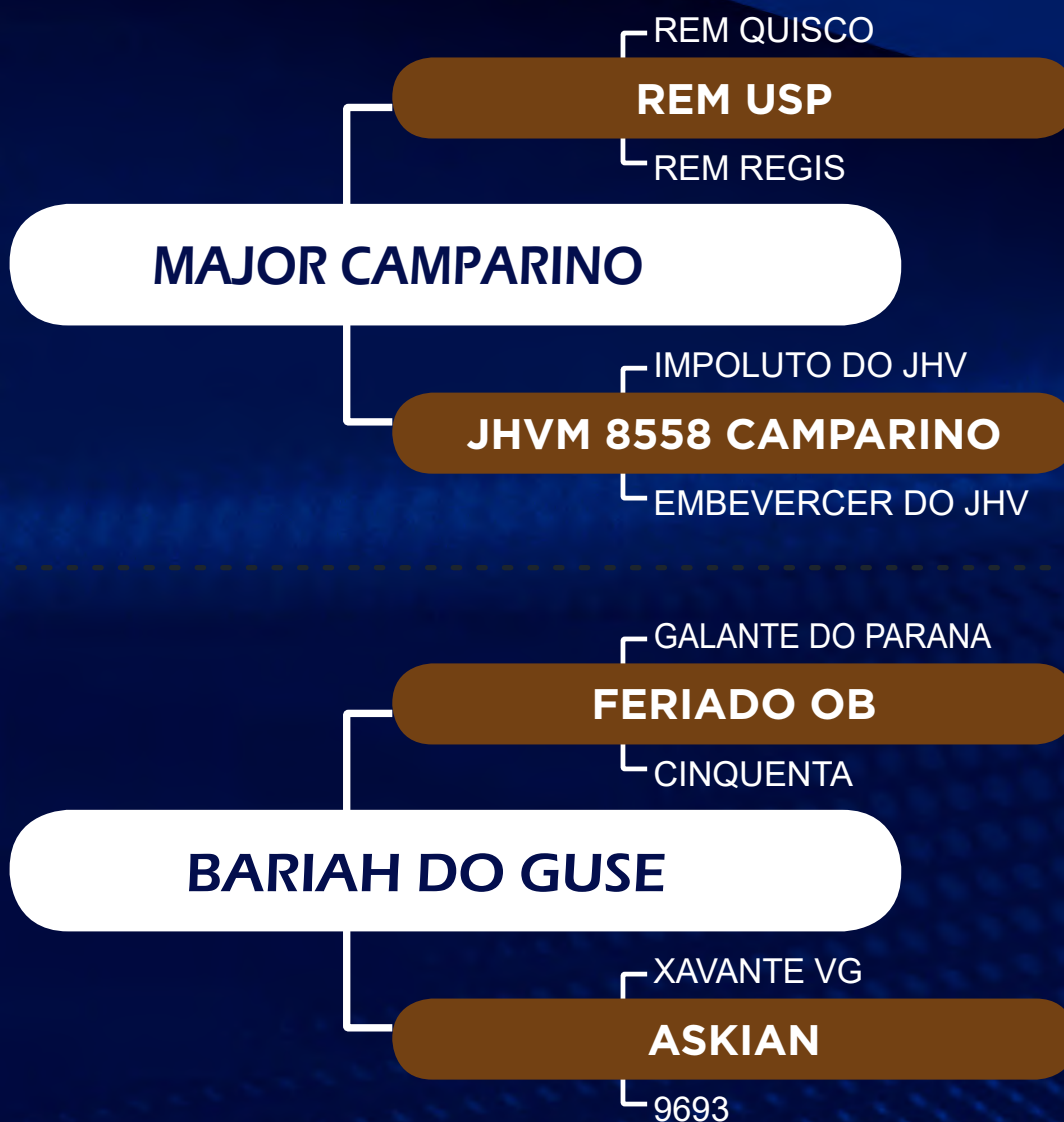 REM QUISCO
REM USP
REM REGIS
MAJOR CAMPARINO
IMPOLUTO DO JHV
JHVM 8558 CAMPARINO
EMBEVERCER DO JHV
GALANTE DO PARANA
FERIADO OB
CINQUENTA
BARIAH DO GUSE
XAVANTE VG
ASKIAN
9693